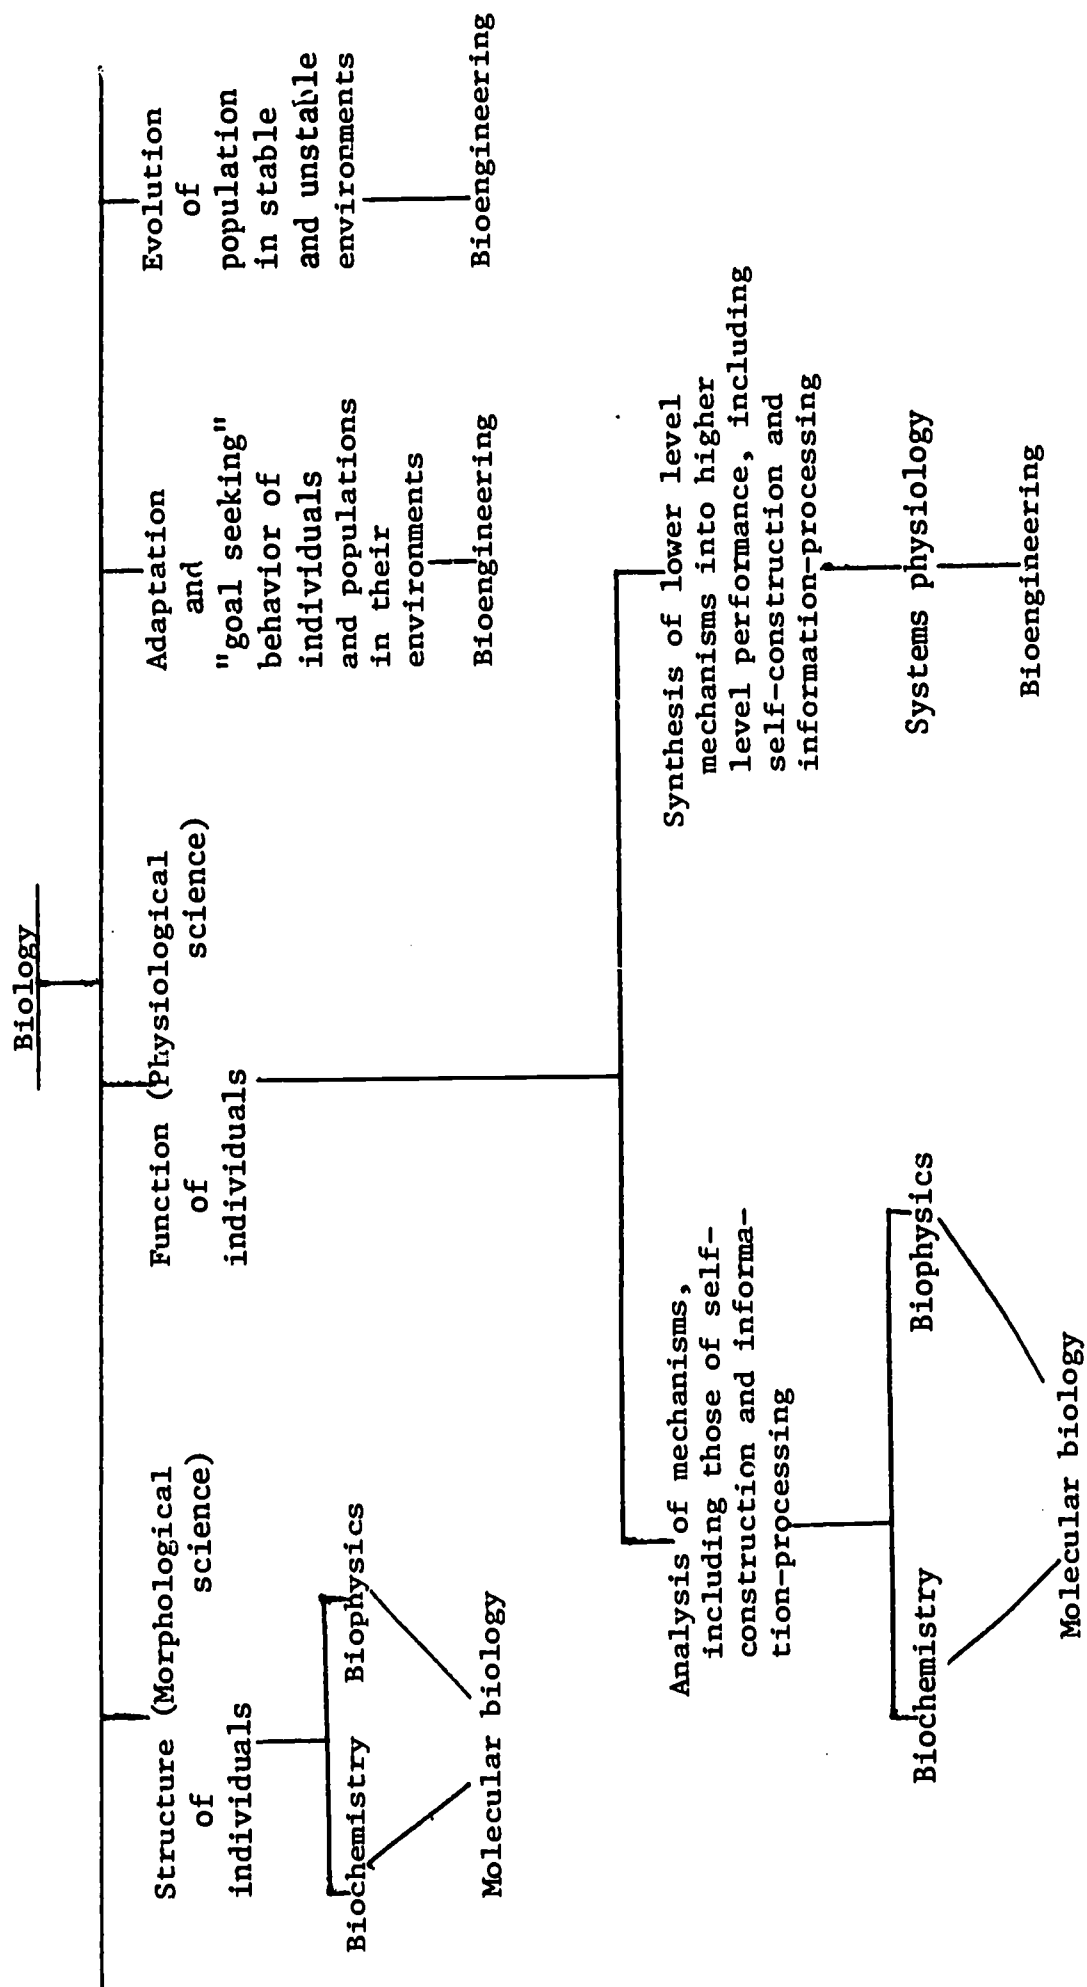 Biology
Structure (Morphological
of science)
individuals
Biochemistry Biophysics
Molecular biology
Function (Physiological
of science)
individuals
Analysis of mechanisms,
including those of self-
construction and informa-
tion-processing
Biochemistry Biophysics
Molecular biology
Synthesis of lower level
mechanisms into higher
level performance, including
self-construction and
information-processing
Systems physiology
Bioengineering
Adaptation
and
"goal seeking"
behavior of
individuals
and populations
in their
environments
Bioengineering
Evolution
of
population
in stable
and unstable
environments
Bioengineering